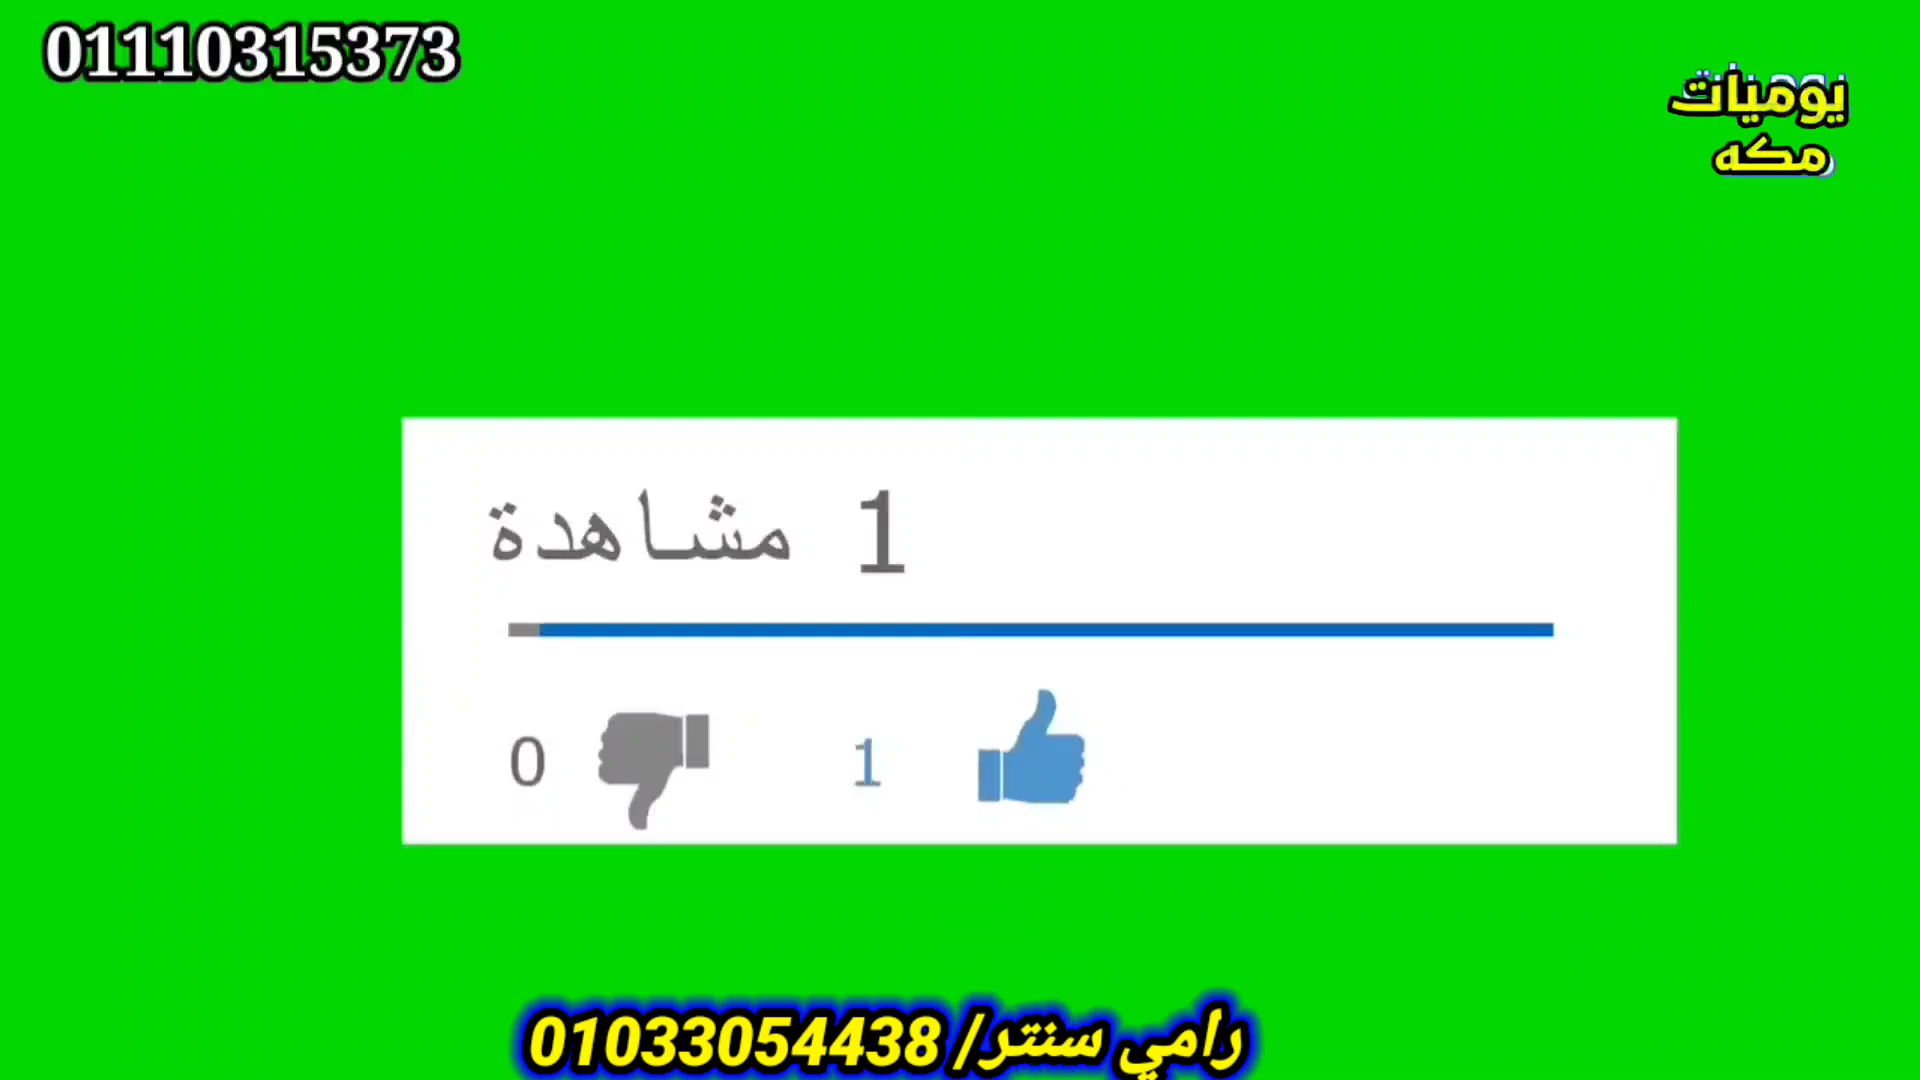 01110315373
يوميات
مكه
1 مشاهدة
0 1
رامي سنتر/ 01033054438